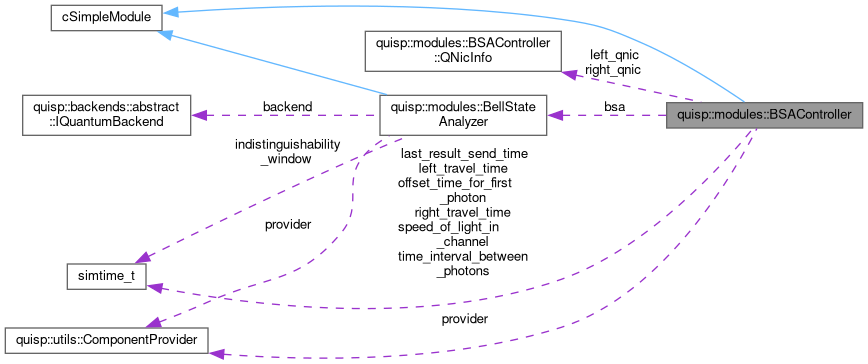 cSimpleModule
quisp::modules::BSAController
::QNicInfo
left_qnic
right_qnic
quisp::backends::abstract
::IQuantumBackend
backend
quisp::modules::BellState
Analyzer
bsa
quisp::modules::BSAController
indistinguishability
_window
last_result_send_time
left_travel_time
offset_time_for_first
_photon
right_travel_time
speed_of_light_in
_channel
time_interval_between
_photons
provider
simtime_t
provider
quisp::utils::ComponentProvider